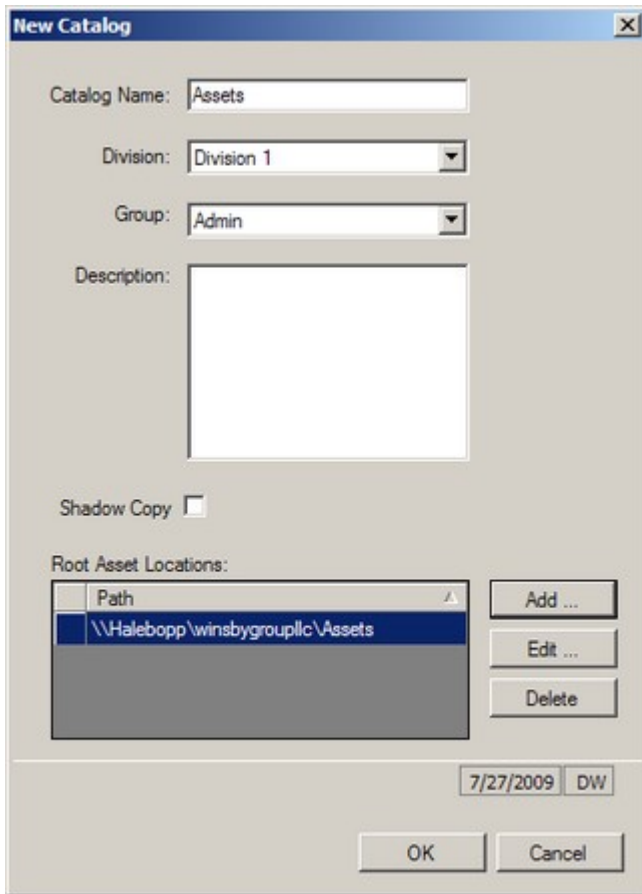 New Catalog
Catalog Name: Assets
Division: Division 1
Group: Admin
Description:
Shadow Copy
Root Asset Locations:
Path
Add ...
\\Halebopp\winsbygroupllc\Assets
Edit ...
Delete
7/27/2009 DW
OK Cancel